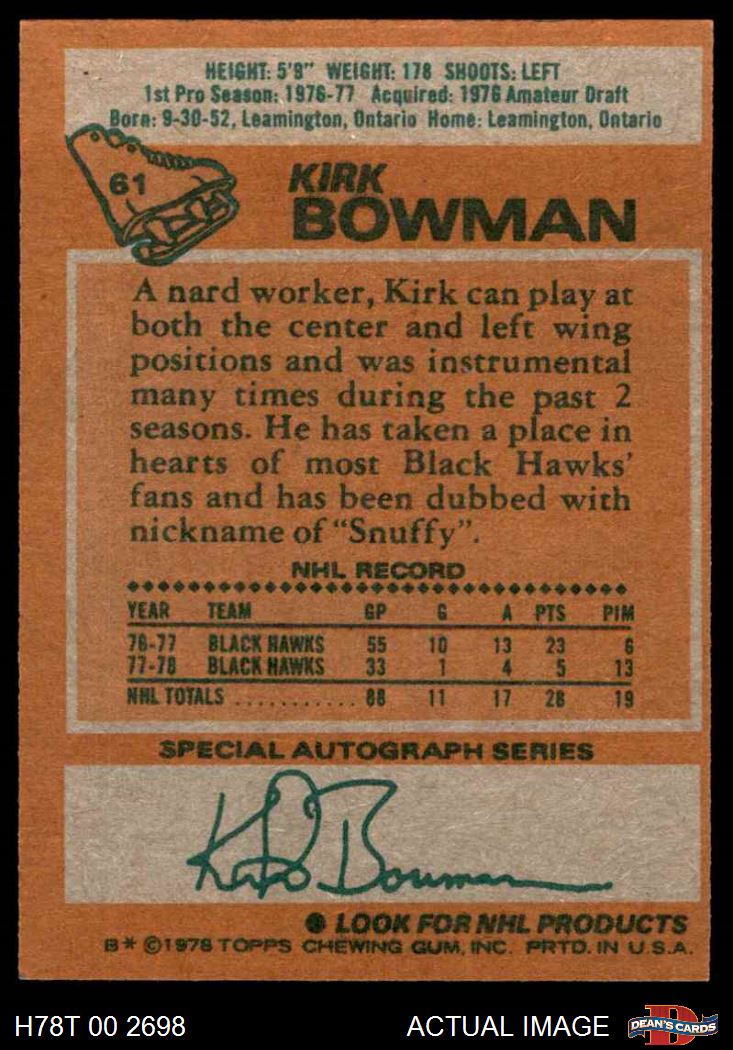 HEIGHT: 5'9" WEIGHT: 178 SHOOTS: LEFT
1st Pro Season: 1976-77 Acquired: 1976 Amateur Draft
Born: 9-30-52, Leamington, Ontario Home: Leamington, Ontario
61
KIRK
BOWMAN
A nard worker, Kirk can play at
both the center and left wing
positions and was instrumental
many times during the past 2
seasons. He has taken a place in
hearts of most Black Hawks'
fans and has been dubbed with
nickname of "Snuffy".
NHL RECORD
YEAR TEAM GP G A PTS PIM
76-77 BLACK HAWKS 55 10 13 23 6
77-78 BLACK HAWKS 33 1 4 5 13
NHL TOTALS ............ 88 11 17 28 19
SPECIAL AUTOGRAPH SERIES
Kirk Bowman
● LOOK FOR NHL PRODUCTS
B* ©1978 TOPPS CHEWING GUM, INC. PRTD. IN U.S.A.
H78T 00 2698 ACTUAL IMAGE D DEAN'S CARDS